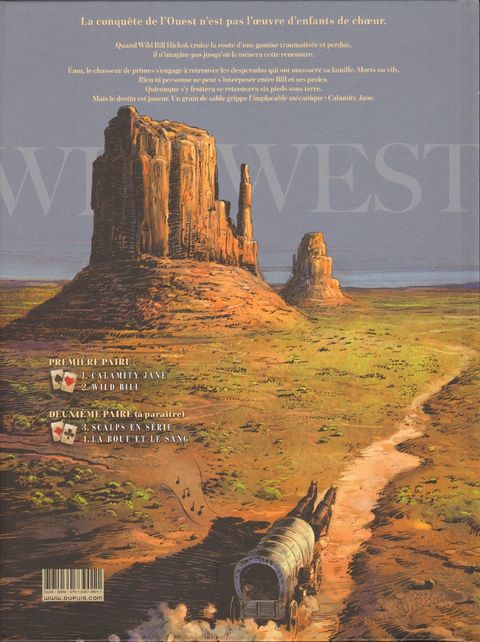 La conquête de l'Ouest n'est pas l'œuvre d'enfants de chœur.
Quand Wild Bill Hickok croise la route d'une gamine traumatisée et perdue,
il n'imagine pas jusqu'où le mènera cette rencontre.
Ému, le chasseur de primes s'engage à retrouver les desperados qui ont massacré sa famille. Morts ou vifs.
Rien ni personne ne peut s'interposer entre Bill et ses proies.
Quiconque s'y frottera se retrouvera six pieds sous terre.
Mais le destin est joueur. Un grain de sable grippe l'implacable mécanique : Calamity Jane.
WEST
PREMIÈRE PAIRE :
1. CALAMITY JANE
2. WILD BILL
DEUXIÈME PAIRE (à paraître)
3. SCALPS EN SÉRIE
4. LA BOUE ET LE SANG
WWW.DUPUIS.COM